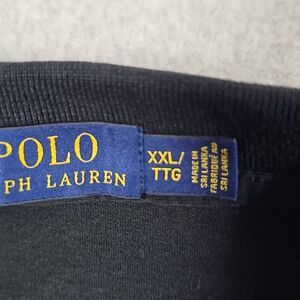 POLO
PH LAUREN
XXL/
TTG
MADE IN
SRI LANKA
FABRIQUÉ AU
SRI LANKA